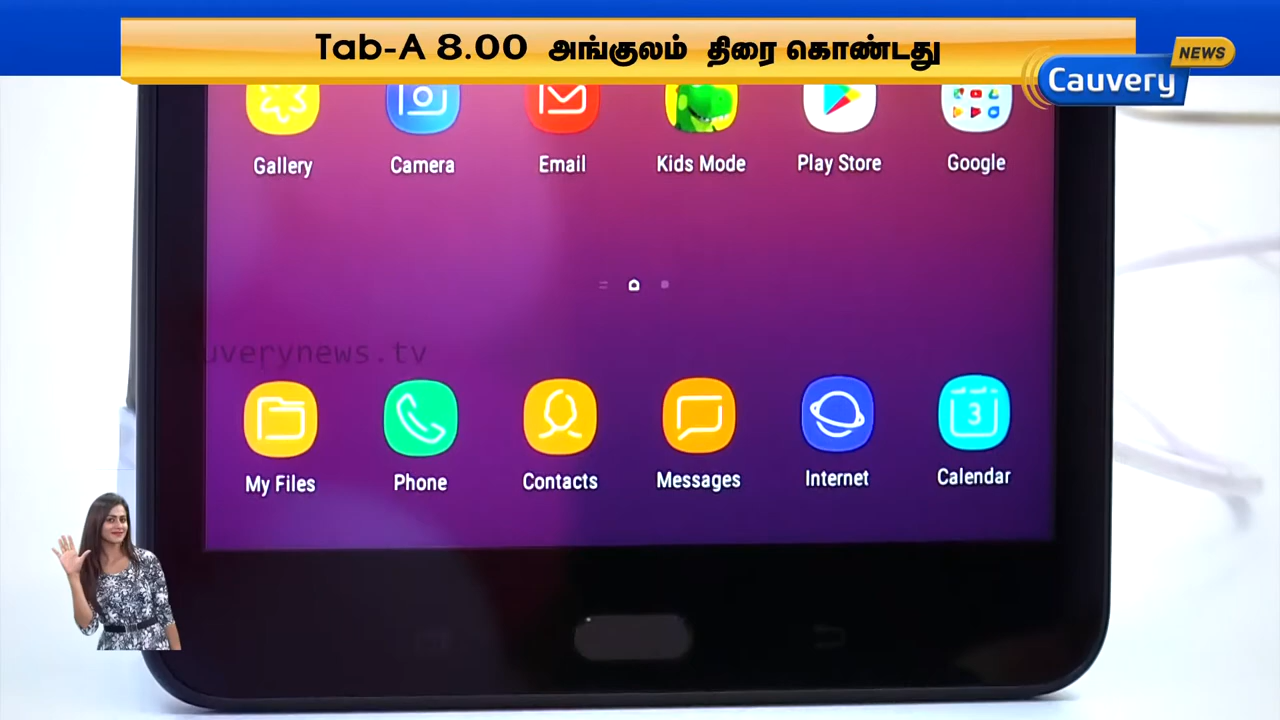 Tab-A 8.00 அங்குலம் திரை கொண்டது
NEWS
Cauvery
Gallery Camera Email Kids Mode Play Store Google
uverynews.tv
3
My Files Phone Contacts Messages Internet Calendar